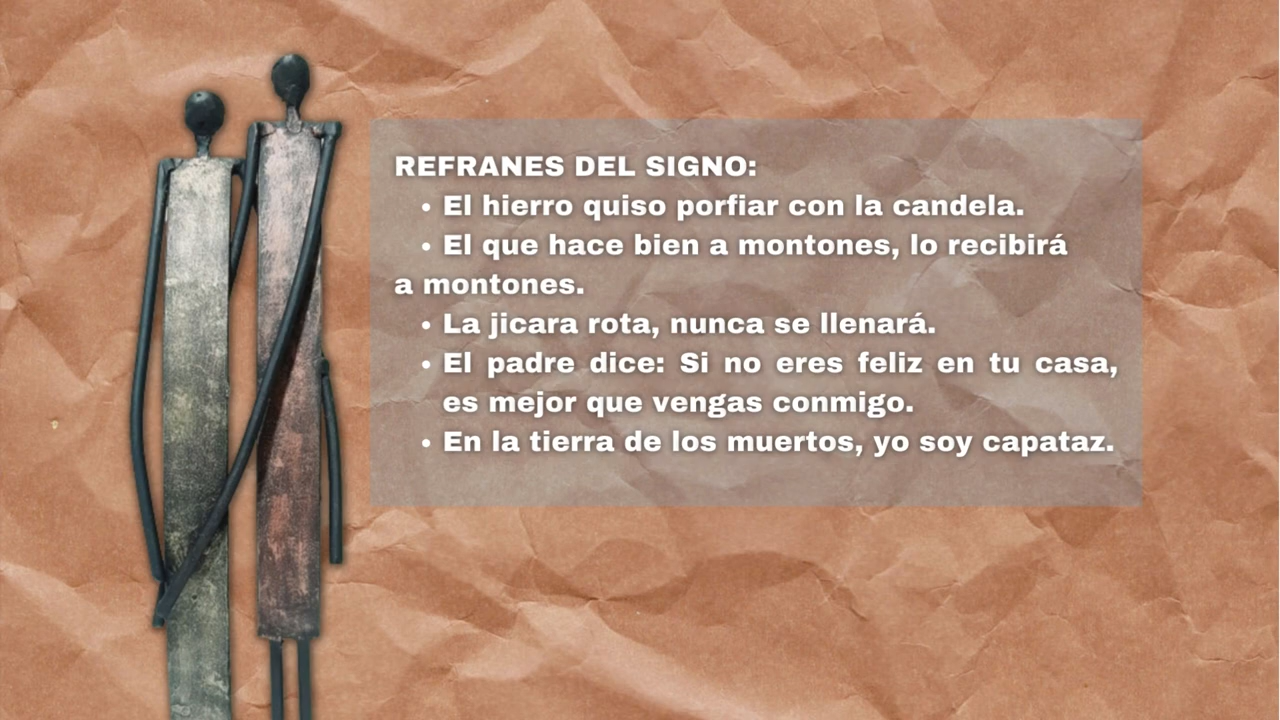 REFRANES DEL SIGNO:
• El hierro quiso porfiar con la candela.
• El que hace bien a montones, lo recibirá
a montones.
• La jicara rota, nunca se llenará.
• El padre dice: Si no eres feliz en tu casa,
es mejor que vengas conmigo.
• En la tierra de los muertos, yo soy capataz.